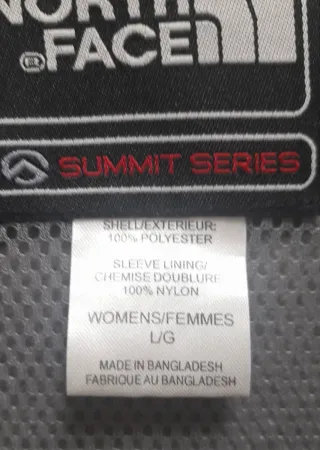 NORTH
®FACE
SUMMIT SERIES
SHELL/EXTERIEUR:
100% POLYESTER
SLEEVE LINING/
CHEMISE DOUBLURE
100% NYLON
WOMENS/FEMMES
L/G
MADE IN BANGLADESH
FABRIQUE AU BANGLADESH